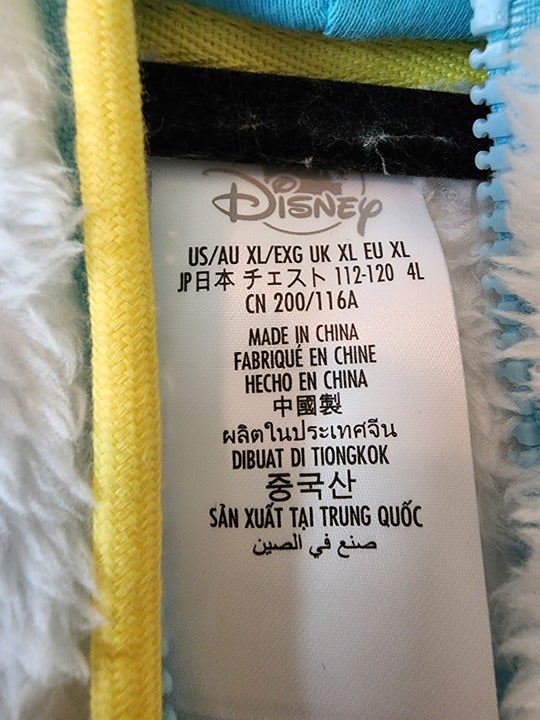 Disney
US/AU XL/EXG UK XL EU XL
JP日本 チェスト 112-120 4L
CN 200/116A
MADE IN CHINA
FABRIQUÉ EN CHINE
HECHO EN CHINA
中國製
ผลิตในประเทศจีน
DIBUAT DI TIONGKOK
중국산
SẢN XUẤT TẠI TRUNG QUỐC
صنع في الصين